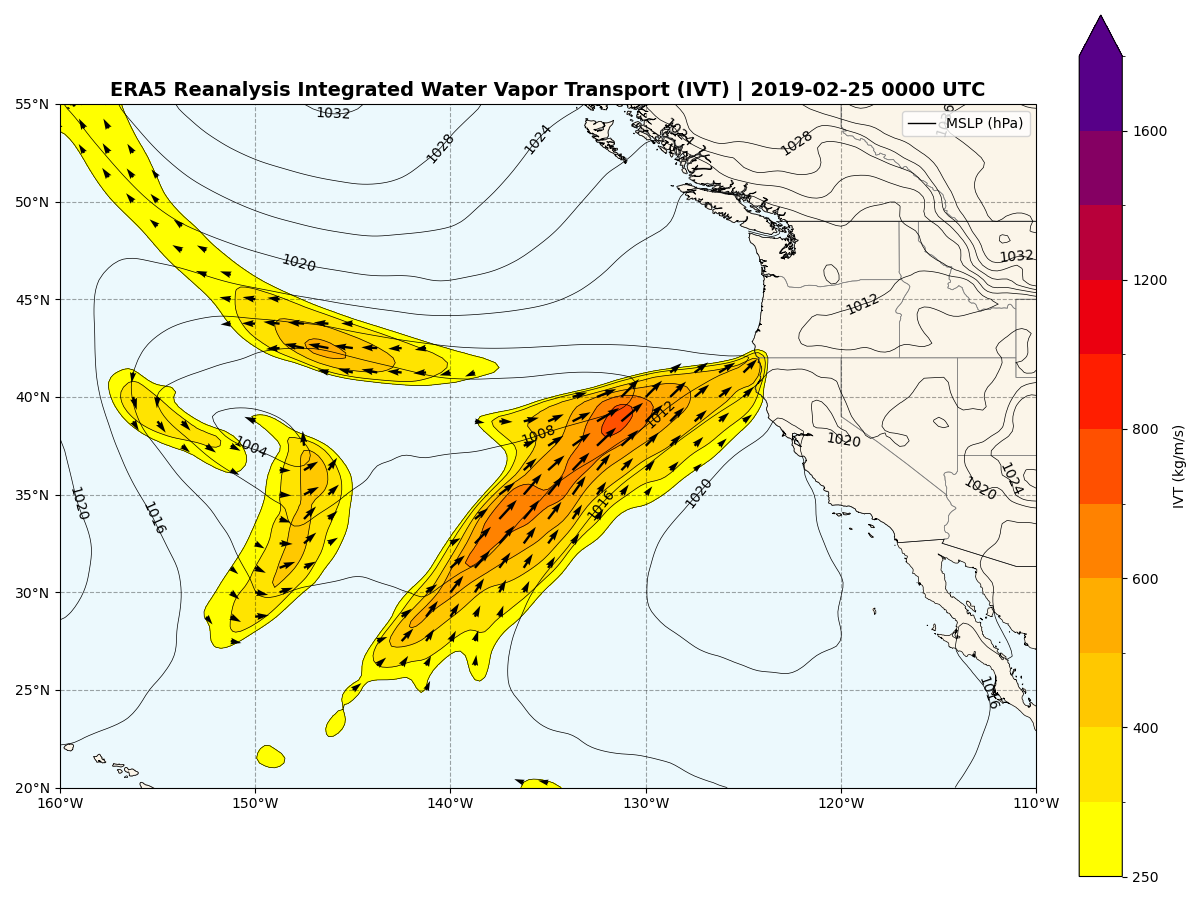 ERA5 Reanalysis Integrated Water Vapor Transport (IVT) | 2019-02-25 0000 UTC
55°N
50°N
45°N
40°N
35°N
30°N
25°N
20°N
160°W
150°W
140°W
130°W
120°W
110°W
MSLP (hPa)
1032
1028
1024
1024
1028
1036
1020
1032
1012
1004
1008
1012
1020
1020
1016
1016
1020
1020
1024
1016
1600
1200
800
600
400
250
IVT (kg/m/s)